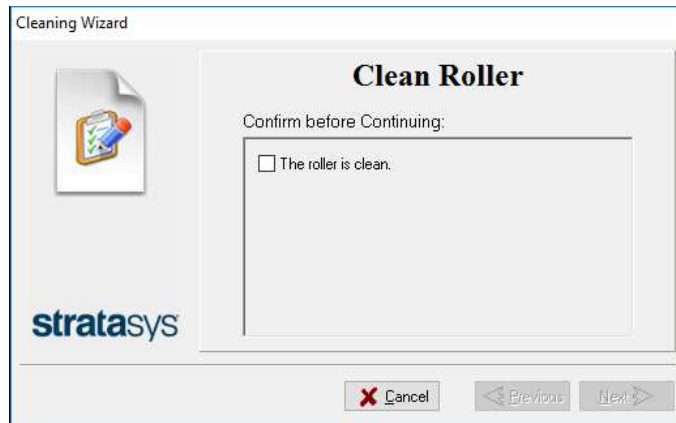 Cleaning Wizard
Clean Roller
Confirm before Continuing:
The roller is clean.
stratasys
Cancel
Previous
Next